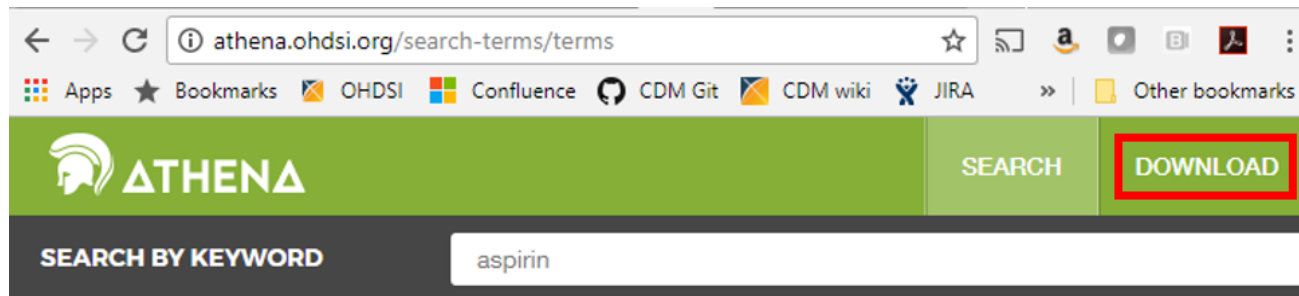 athena.ohdsi.org/search-terms/terms
Apps Bookmarks OHDSI Confluence CDM Git CDM wiki JIRA » Other bookmarks
ATHENA SEARCH DOWNLOAD
SEARCH BY KEYWORD aspirin